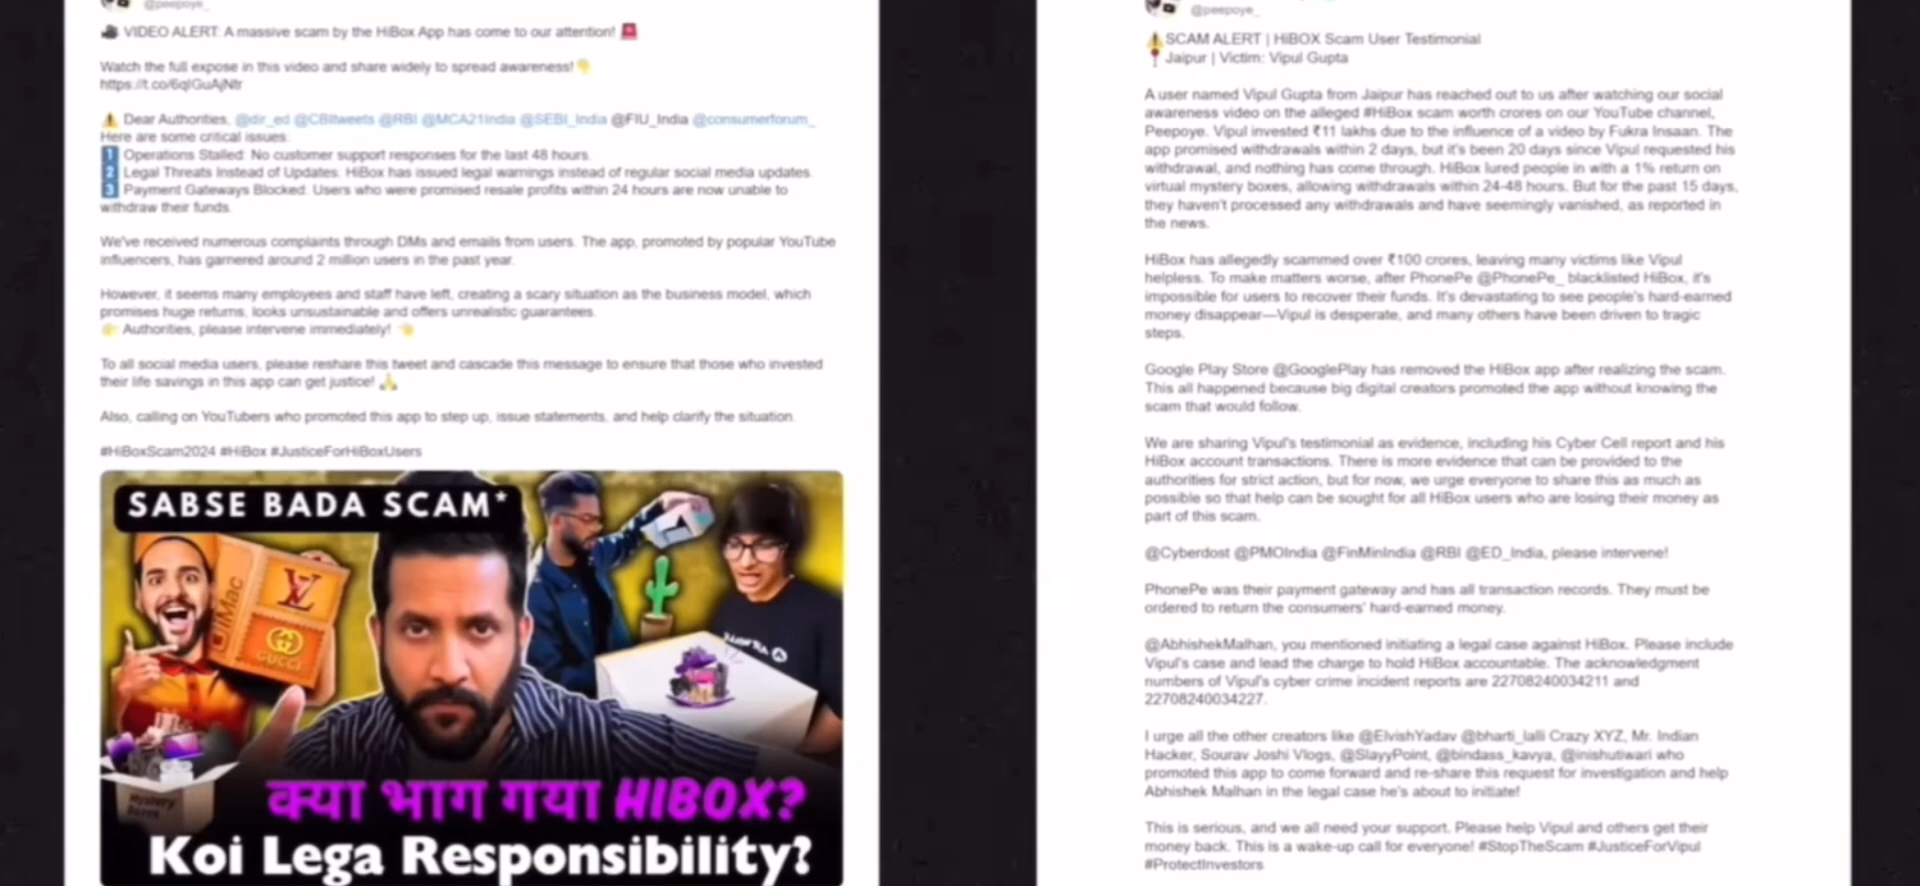 @peepoye_
VIDEO ALERT: A massive scam by the HiBox App has come to our attention!
Watch the full expose in this video and share widely to spread awareness!
https://t.co/6qIGuAjNtr
Dear Authorities, @dir_ed @CBItweets @RBI @MCA21India @SEBI_India @FIU_India @consumerforum_
Here are some critical issues:
1 Operations Stalled: No customer support responses for the last 48 hours.
2 Legal Threats Instead of Updates: HiBox has issued legal warnings instead of regular social media updates.
3 Payment Gateways Blocked: Users who were promised resale profits within 24 hours are now unable to
withdraw their funds.
We've received numerous complaints through DMs and emails from users. The app, promoted by popular YouTube
influencers, has garnered around 2 million users in the past year.
However, it seems many employees and staff have left, creating a scary situation as the business model, which
promises huge returns, looks unsustainable and offers unrealistic guarantees.
Authorities, please intervene immediately!
To all social media users, please reshare this tweet and cascade this message to ensure that those who invested
their life savings in this app can get justice!
Also, calling on YouTubers who promoted this app to step up, issue statements, and help clarify the situation.
#HiBoxScam2024 #HiBox #JusticeForHiBoxUsers
SABSE BADA SCAM*
iMac
LV
GUCCI
Mystery
क्या भाग गया HIBOX?
Koi Lega Responsibility?
@peepoye_
SCAM ALERT | HiBOX Scam User Testimonial
Jaipur | Victim: Vipul Gupta
A user named Vipul Gupta from Jaipur has reached out to us after watching our social
awareness video on the alleged #HiBox scam worth crores on our YouTube channel,
Peepoye. Vipul invested ₹11 lakhs due to the influence of a video by Fukra Insaan. The
app promised withdrawals within 2 days, but it's been 20 days since Vipul requested his
withdrawal, and nothing has come through. HiBox lured people in with a 1% return on
virtual mystery boxes, allowing withdrawals within 24-48 hours. But for the past 15 days,
they haven't processed any withdrawals and have seemingly vanished, as reported in
the news.
HiBox has allegedly scammed over ₹100 crores, leaving many victims like Vipul
helpless. To make matters worse, after PhonePe @PhonePe_ blacklisted HiBox, it's
impossible for users to recover their funds. It's devastating to see people's hard-earned
money disappear—Vipul is desperate, and many others have been driven to tragic
steps.
Google Play Store @GooglePlay has removed the HiBox app after realizing the scam.
This all happened because big digital creators promoted the app without knowing the
scam that would follow.
We are sharing Vipul's testimonial as evidence, including his Cyber Cell report and his
HiBox account transactions. There is more evidence that can be provided to the
authorities for strict action, but for now, we urge everyone to share this as much as
possible so that help can be sought for all HiBox users who are losing their money as
part of this scam.
@Cyberdost @PMOIndia @FinMinIndia @RBI @ED_India, please intervene!
PhonePe was their payment gateway and has all transaction records. They must be
ordered to return the consumers' hard-earned money.
@AbhishekMalhan, you mentioned initiating a legal case against HiBox. Please include
Vipul's case and lead the charge to hold HiBox accountable. The acknowledgment
numbers of Vipul's cyber crime incident reports are 22708240034211 and
22708240034227.
I urge all the other creators like @ElvishYadav @bharti_lalli Crazy XYZ, Mr. Indian
Hacker, Sourav Joshi Vlogs, @SlayyPoint, @bindass_kavya, @inishutiwari who
promoted this app to come forward and re-share this request for investigation and help
Abhishek Malhan in the legal case he's about to initiate!
This is serious, and we all need your support. Please help Vipul and others get their
money back. This is a wake-up call for everyone! #StopTheScam #JusticeForVipul
#ProtectInvestors